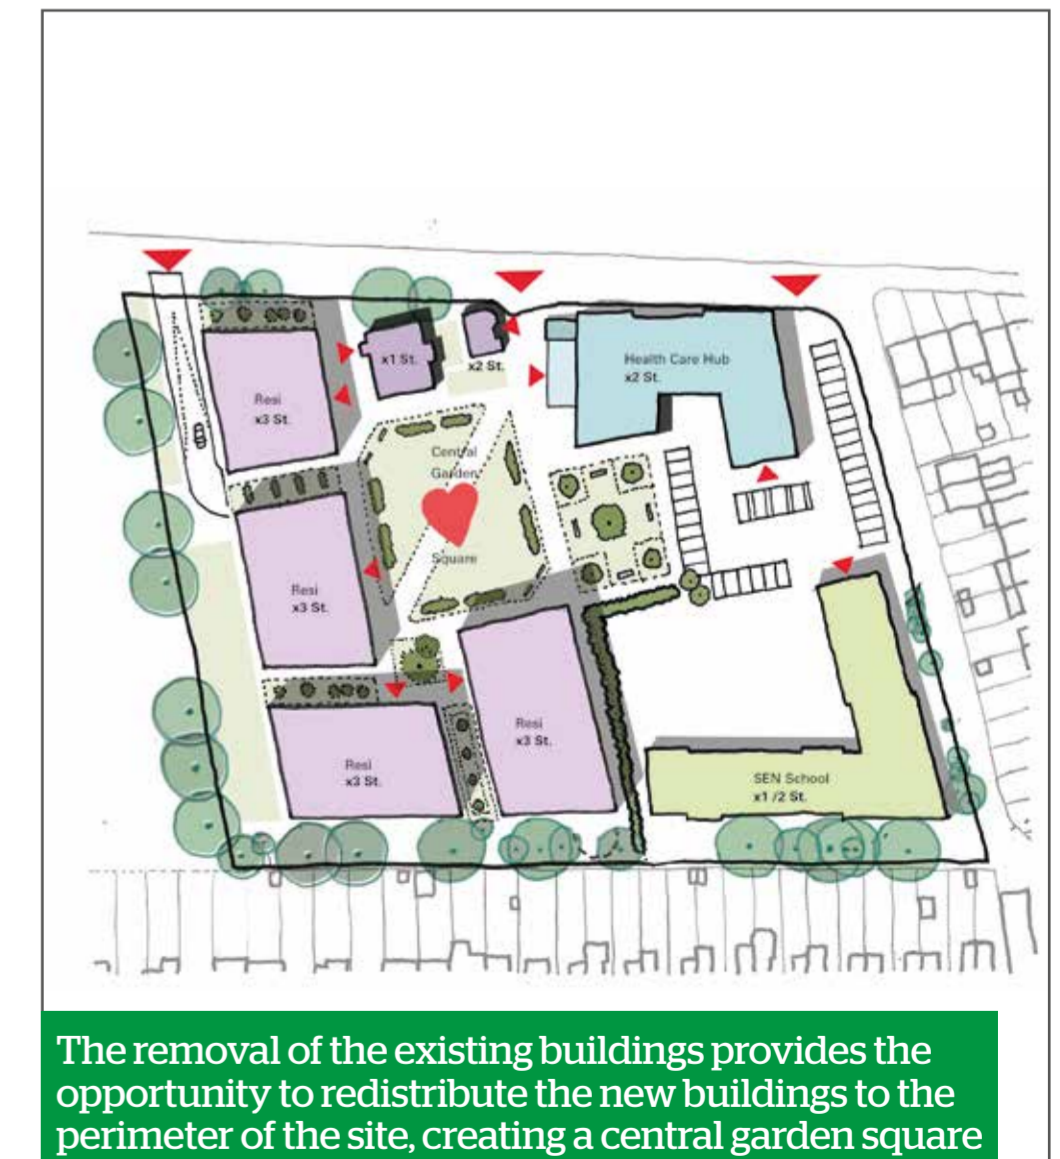 x1 St.
x2 St.
Health Care Hub
x2 St.
Resi
x3 St.
Central
Garden
Square
Resi
x3 St.
Resi
x3 St.
Resi
x3 St.
SEN School
x1 /2 St.
The removal of the existing buildings provides the
opportunity to redistribute the new buildings to the
perimeter of the site, creating a central garden square